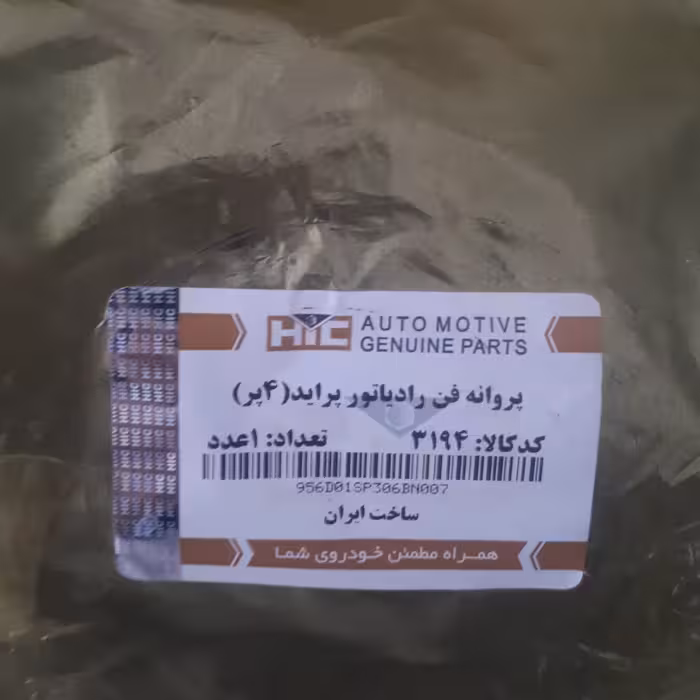 HIC AUTO MOTIVE
GENUINE PARTS
پروانه فن رادیاتور پراید(۴پر)
کدکالا: ۳۱۹۴ تعداد: ۱عدد
956D01SP306BN007
ساخت ایران
همراه مطمئن خودروی شما